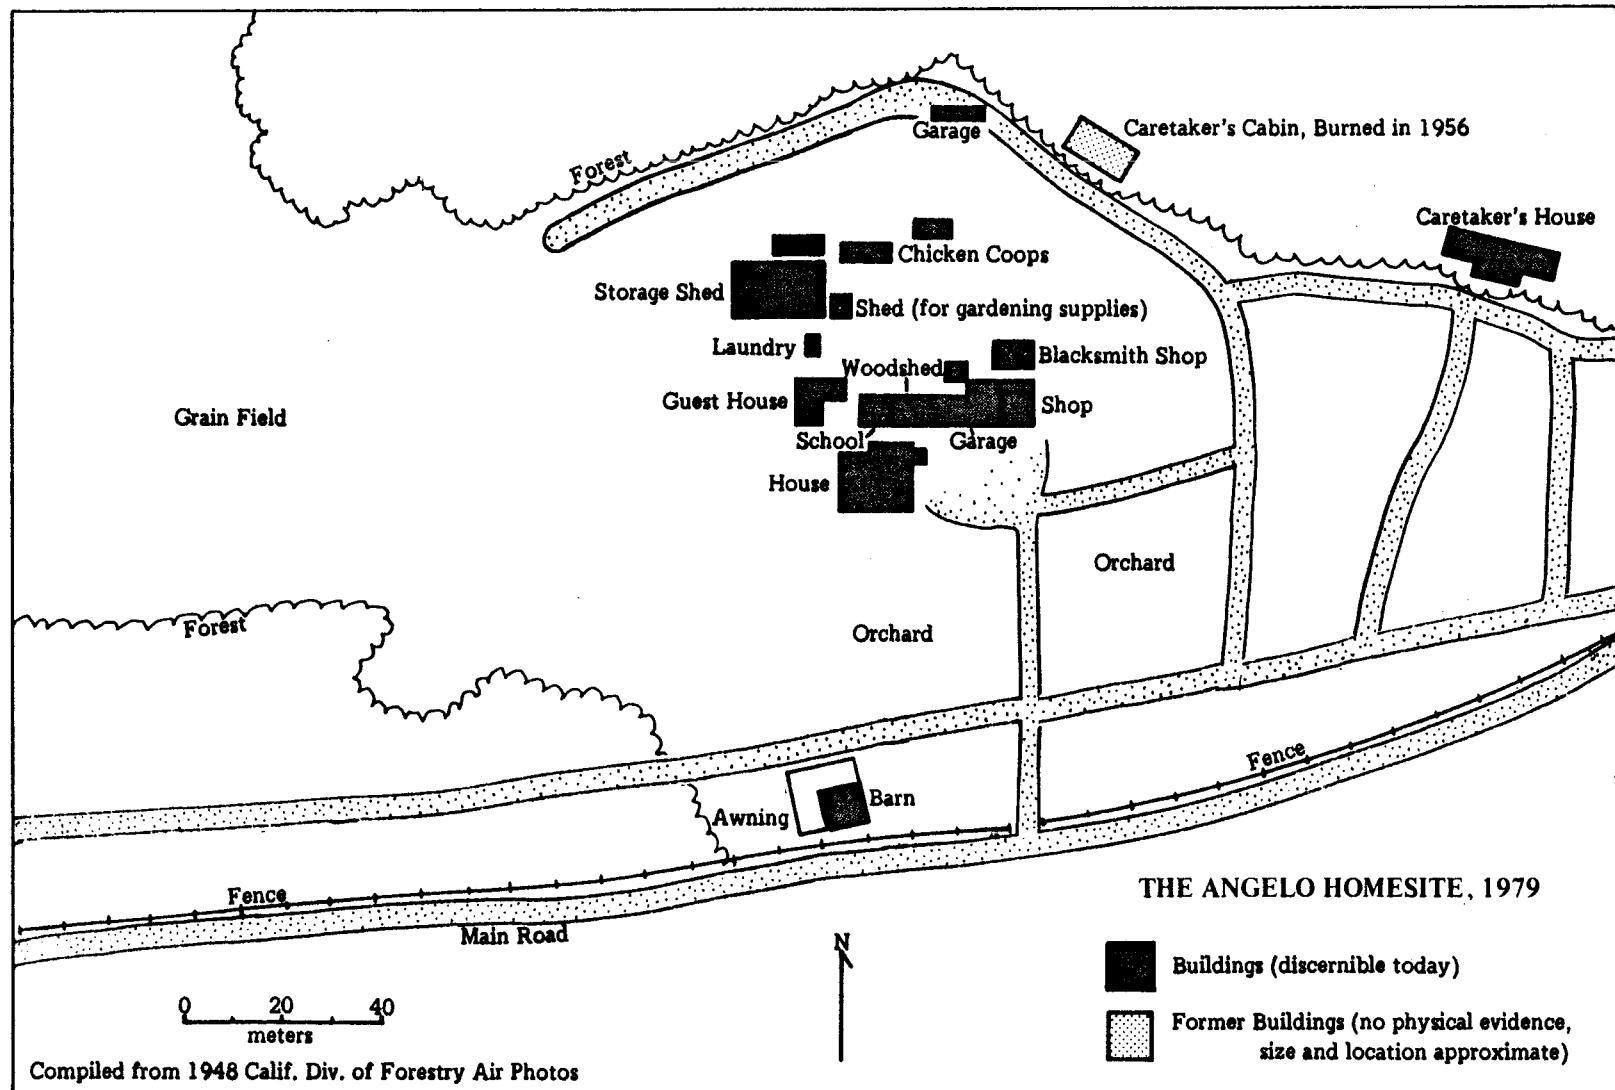 Garage
Caretaker's Cabin, Burned in 1956
Forest
Caretaker's House
Chicken Coops
Storage Shed
Shed (for gardening supplies)
Laundry
Blacksmith Shop
Woodshed
Guest House
Shop
Grain Field
School
Garage
House
Orchard
Orchard
Forest
Fence
Barn
Awning
Fence
Main Road
THE ANGELO HOMESITE, 1979
N
Buildings (discernible today)
0 20 40
meters
Former Buildings (no physical evidence,
size and location approximate)
Compiled from 1948 Calif. Div. of Forestry Air Photos